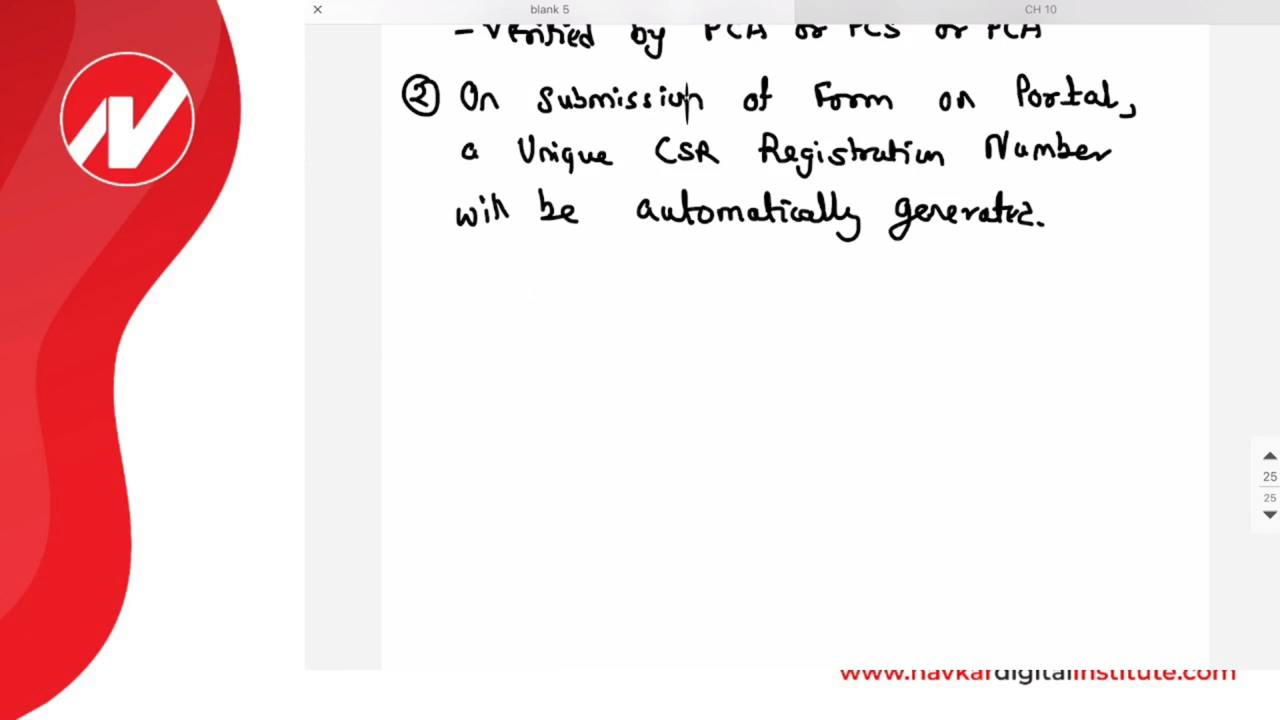 blank 5
CH 10
- Verified by PCA or PCS or PCA
② On Submission of Form on Portal,
a Unique CSR Registration Number
will be automatically generated.
25
25
www.navkardigitalinstitute.com